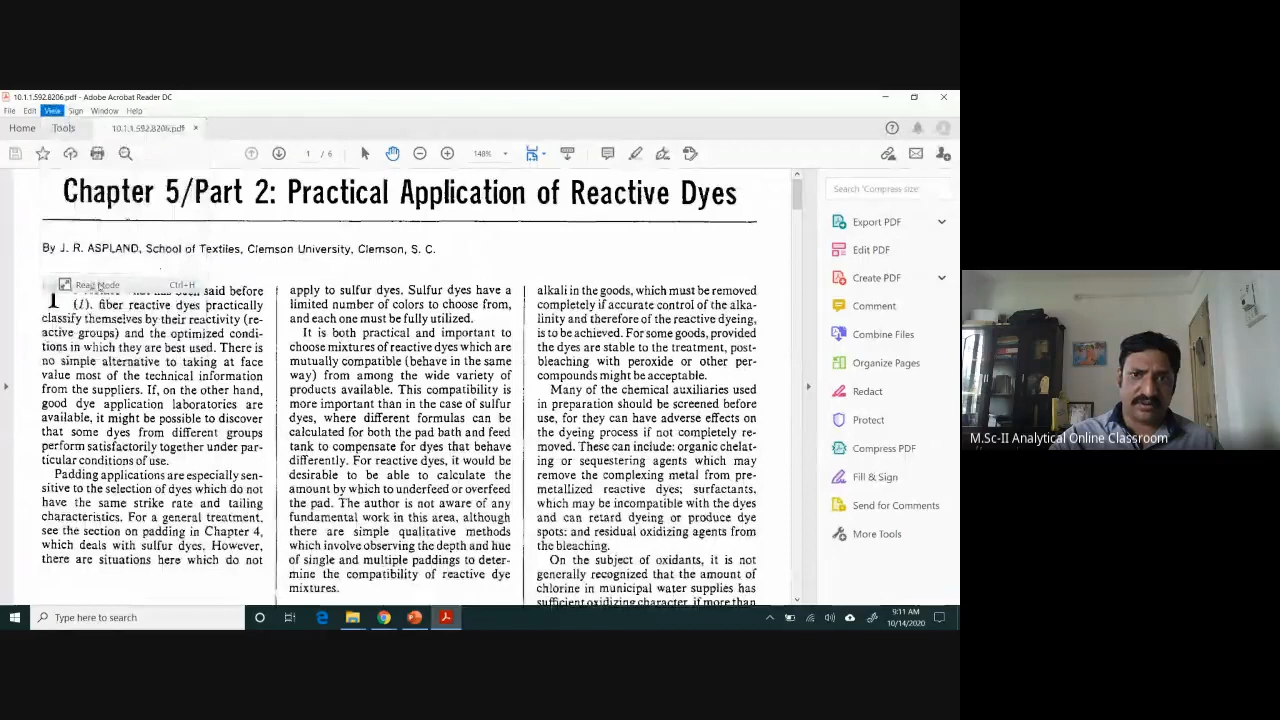 10.1.1.592.8206.pdf - Adobe Acrobat Reader DC
File Edit View Sign Window Help
Home Tools 10.1.1.592.8206.pdf ×
1 / 6 148%
Chapter 5/Part 2: Practical Application of Reactive Dyes
By J. R. ASPLAND, School of Textiles, Clemson University, Clemson, S. C.
Read Mode Ctrl+H
said before
(1). fiber reactive dyes practically
classify themselves by their reactivity (re-
active groups) and the optimized condi-
tions in which they are best used. There is
no simple alternative to taking at face
value most of the technical information
from the suppliers. If, on the other hand,
good dye application laboratories are
available, it might be possible to discover
that some dyes from different groups
perform satisfactorily together under par-
ticular conditions of use.
Padding applications are especially sen-
sitive to the selection of dyes which do not
have the same strike rate and tailing
characteristics. For a general treatment,
see the section on padding in Chapter 4,
which deals with sulfur dyes. However,
there are situations here which do not
apply to sulfur dyes. Sulfur dyes have a
limited number of colors to choose from,
and each one must be fully utilized.
It is both practical and important to
choose mixtures of reactive dyes which are
mutually compatible (behave in the same
way) from among the wide variety of
products available. This compatibility is
more important than in the case of sulfur
dyes, where different formulas can be
calculated for both the pad bath and feed
tank to compensate for dyes that behave
differently. For reactive dyes, it would be
desirable to be able to calculate the
amount by which to underfeed or overfeed
the pad. The author is not aware of any
fundamental work in this area, although
there are simple qualitative methods
which involve observing the depth and hue
of single and multiple paddings to deter-
mine the compatibility of reactive dye
mixtures.
alkali in the goods, which must be removed
completely if accurate control of the alka-
linity and therefore of the reactive dyeing,
is to be achieved. For some goods, provided
the dyes are stable to the treatment, post-
bleaching with peroxide or other per-
compounds might be acceptable.
Many of the chemical auxiliaries used
in preparation should be screened before
use, for they can have adverse effects on
the dyeing process if not completely re-
moved. These can include: organic chelat-
ing or sequestering agents which may
remove the complexing metal from pre-
metallized reactive dyes; surfactants,
which may be incompatible with the dyes
and can retard dyeing or produce dye
spots: and residual oxidizing agents from
the bleaching.
On the subject of oxidants, it is not
generally recognized that the amount of
chlorine in municipal water supplies has
sufficient oxidizing character, if more than
Search 'Compress size'
Export PDF
Edit PDF
Create PDF
Comment
Combine Files
Organize Pages
Redact
Protect
Compress PDF
Fill & Sign
Send for Comments
More Tools
M.Sc-II Analytical Online Classroom
Type here to search
9:11 AM
10/14/2020